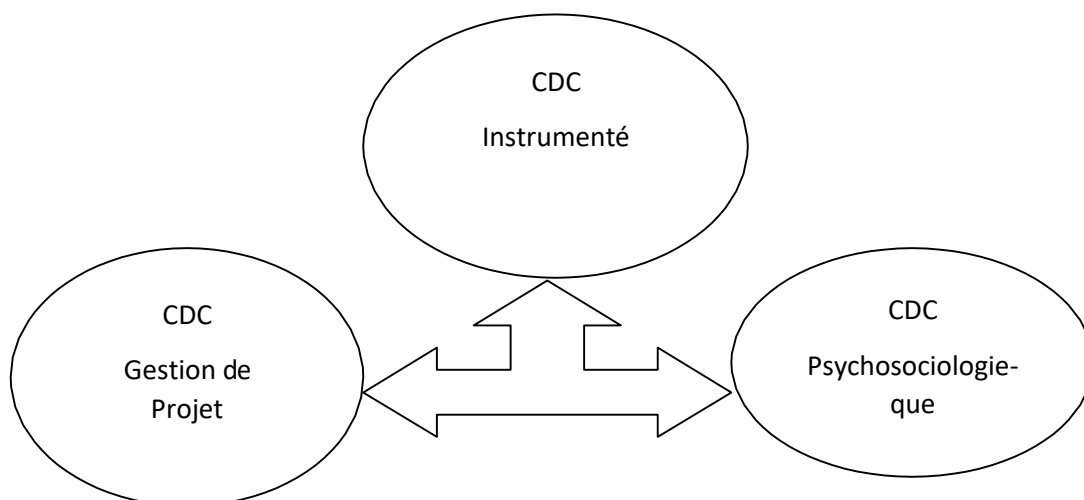 CDC
Instrumenté
CDC
Gestion de
Projet
CDC
Psychosociologie-
que